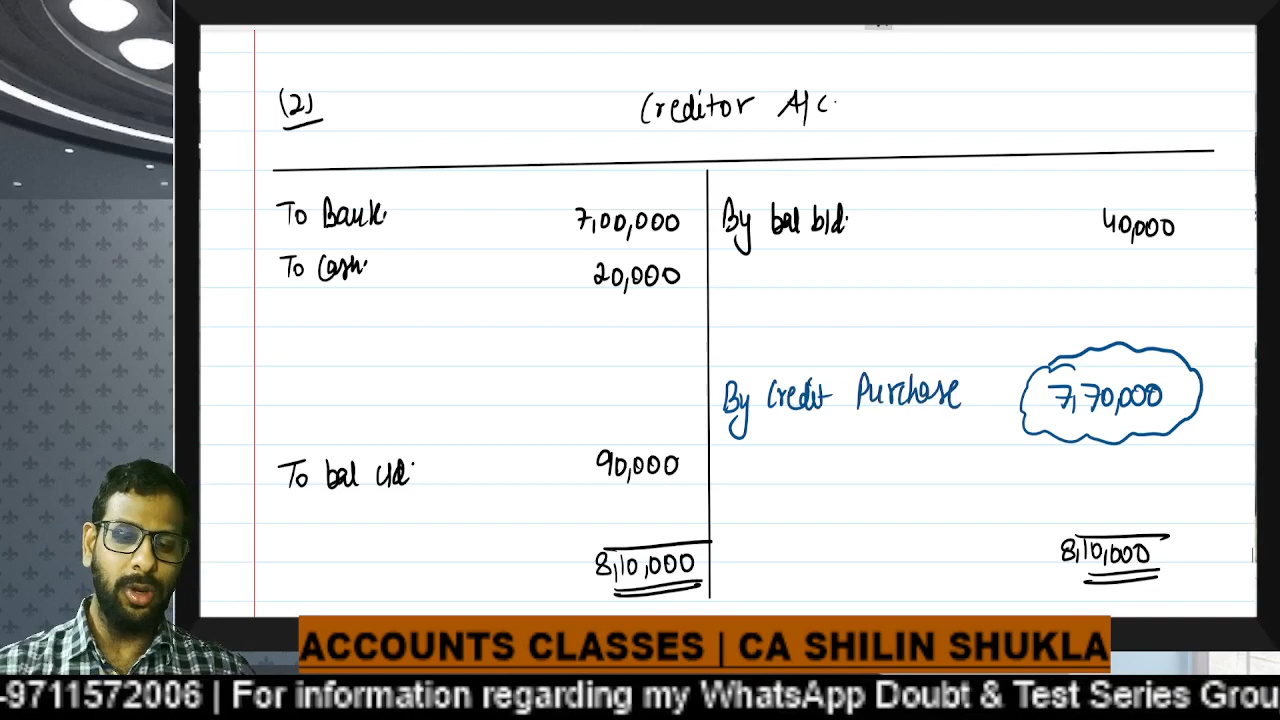 (2) Creditor A/c.
To Bank. 7,00,000 By bal b/d. 40,000
To Cash. 20,000
By Credit Purchase 7,70,000
To bal c/d. 90,000
8,10,000 8,10,000
ACCOUNTS CLASSES | CA SHILIN SHUKLA
-9711572006 | For information regarding my WhatsApp Doubt & Test Series Grou